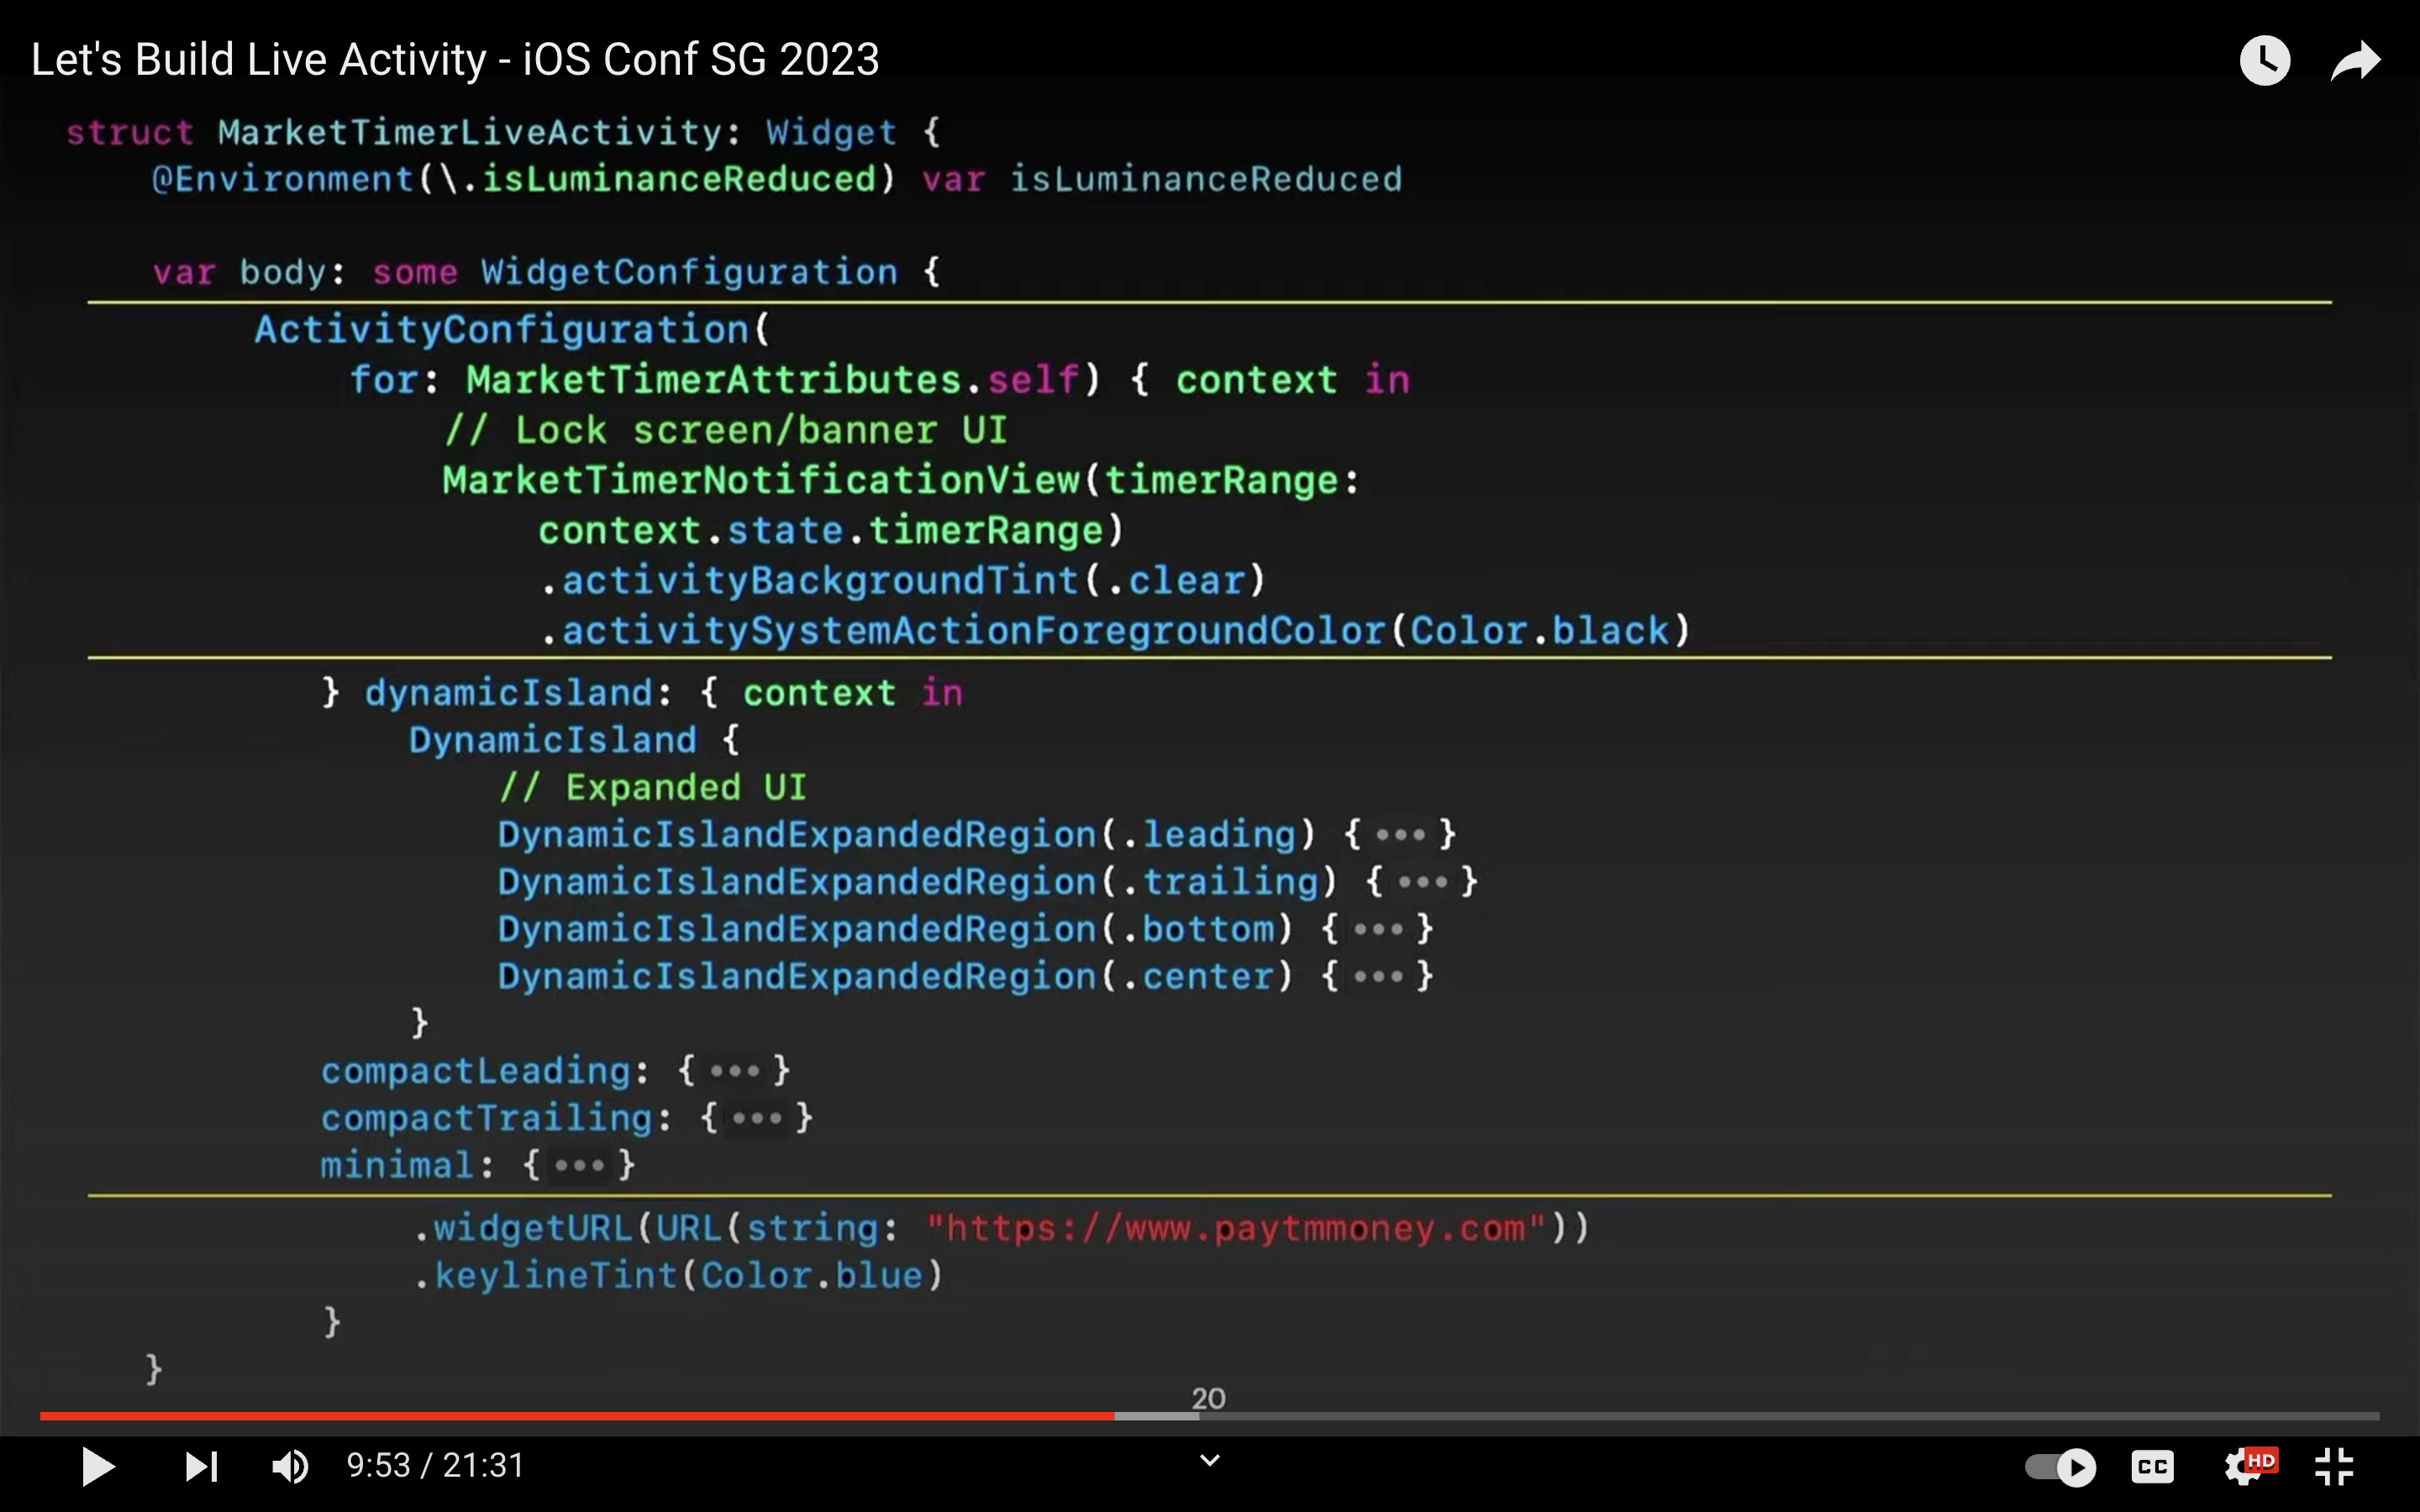 Let's Build Live Activity - iOS Conf SG 2023
struct MarketTimerLiveActivity: Widget {
@Environment(\.isLuminanceReduced) var isLuminanceReduced
var body: some WidgetConfiguration {
ActivityConfiguration(
for: MarketTimerAttributes.self) { context in
// Lock screen/banner UI
MarketTimerNotificationView(timerRange:
context.state.timerRange)
.activityBackgroundTint(.clear)
.activitySystemActionForegroundColor(Color.black)
} dynamicIsland: { context in
DynamicIsland {
// Expanded UI
DynamicIslandExpandedRegion(.leading) { ••• }
DynamicIslandExpandedRegion(.trailing) { ••• }
DynamicIslandExpandedRegion(.bottom) { ••• }
DynamicIslandExpandedRegion(.center) { ••• }
}
compactLeading: { ••• }
compactTrailing: { ••• }
minimal: { ••• }
.widgetURL(URL(string: "https://www.paytmmoney.com"))
.keylineTint(Color.blue)
}
}
20
9:53 / 21:31
CC
HD